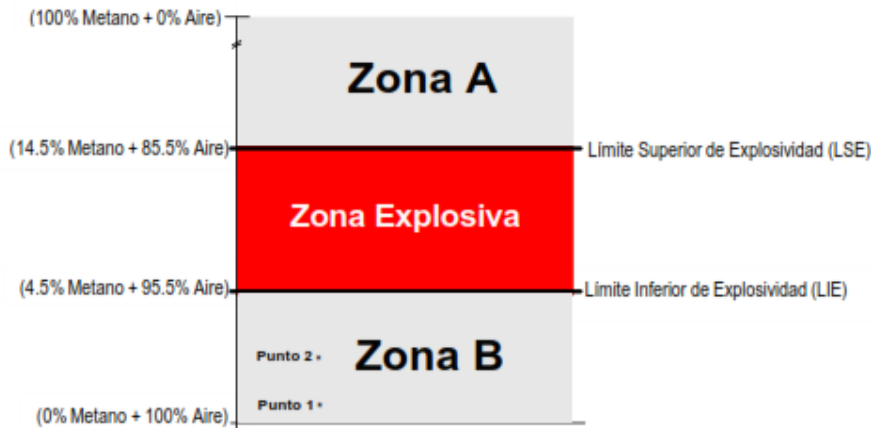 (100% Metano + 0% Aire)
Zona A
(14.5% Metano + 85.5% Aire)
Límite Superior de Explosividad (LSE)
Zona Explosiva
(4.5% Metano + 95.5% Aire)
Límite Inferior de Explosividad (LIE)
Punto 2
Zona B
Punto 1
(0% Metano + 100% Aire)